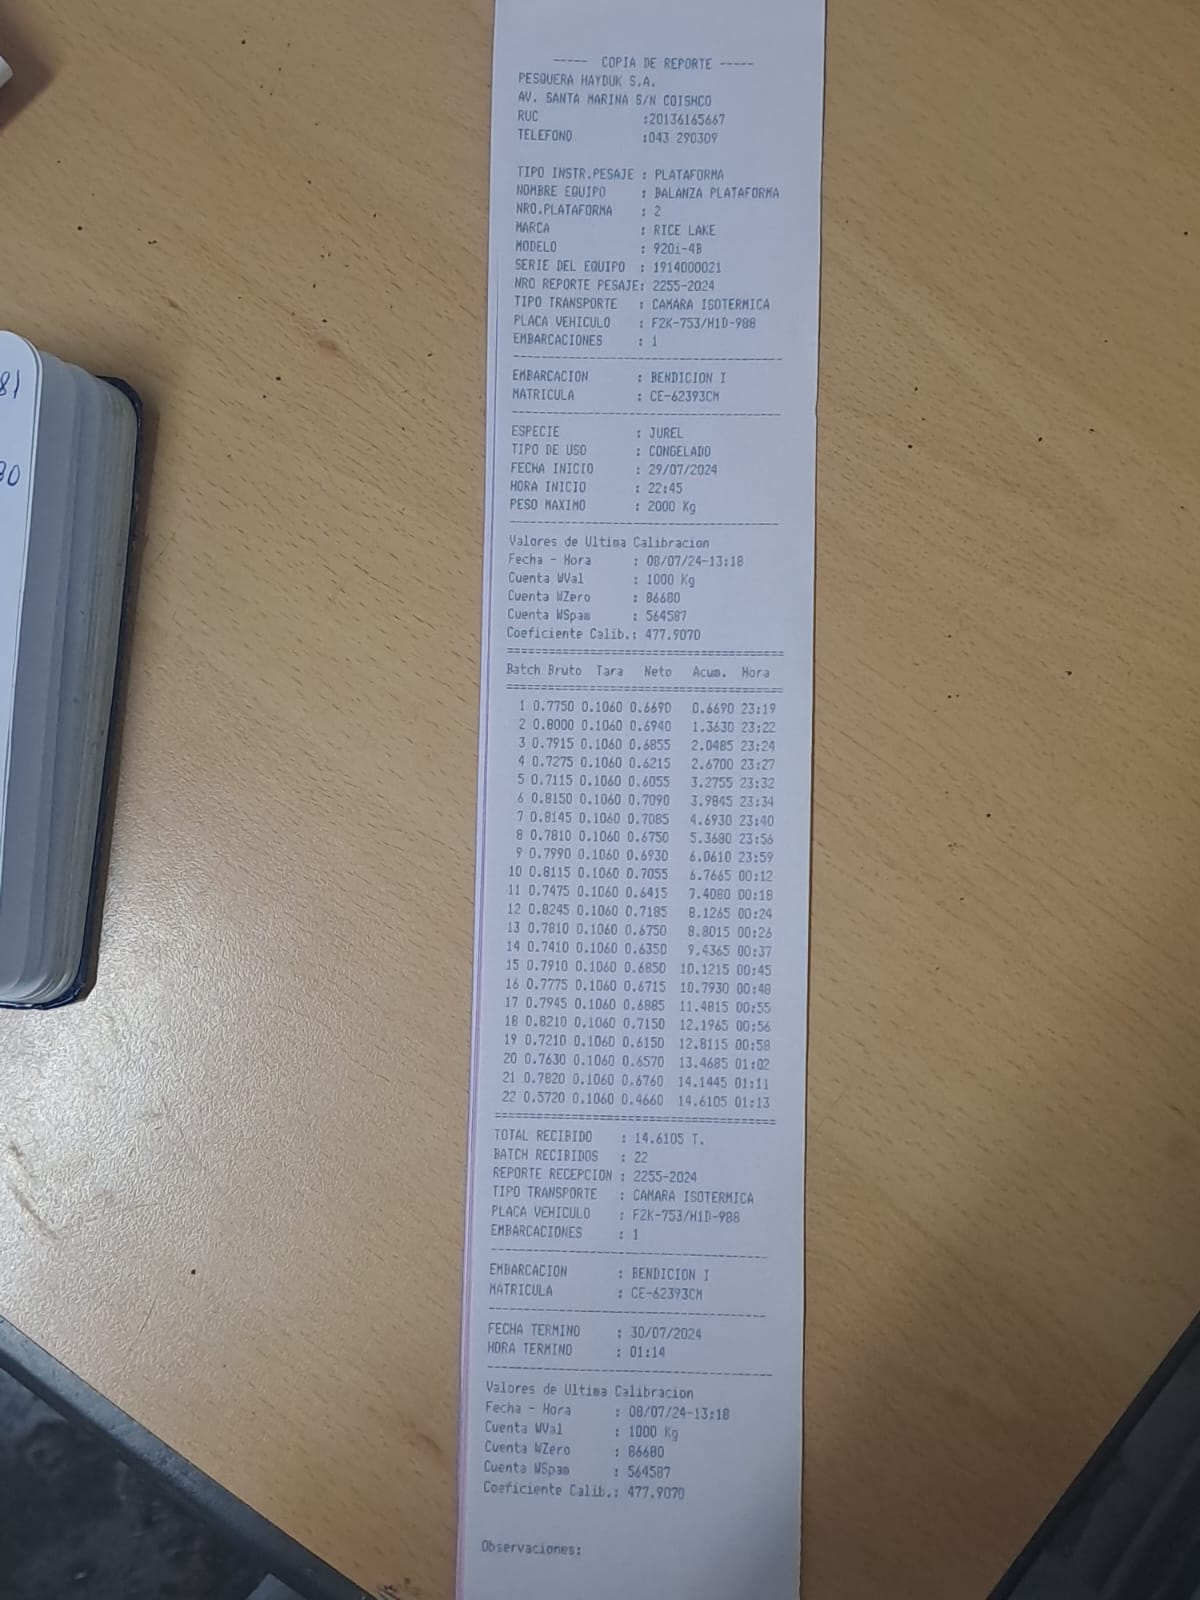 ----- COPIA DE REPORTE -----
PESQUERA HAYDUK S.A.
AV. SANTA MARINA S/N COISHCO
RUC :20136165667
TELEFONO :043 290309
TIPO INSTR.PESAJE : PLATAFORMA
NOMBRE EQUIPO : BALANZA PLATAFORMA
NRO.PLATAFORMA : 2
MARCA : RICE LAKE
MODELO : 920i-4B
SERIE DEL EQUIPO : 1914000021
NRO REPORTE PESAJE: 2255-2024
TIPO TRANSPORTE : CAMARA ISOTERMICA
PLACA VEHICULO : F2K-753/H1D-988
EMBARCACIONES : 1
EMBARCACION : BENDICION I
MATRICULA : CE-62393CM
ESPECIE : JUREL
TIPO DE USO : CONGELADO
FECHA INICIO : 29/07/2024
HORA INICIO : 22:45
PESO MAXIMO : 2000 Kg
Valores de Ultima Calibracion
Fecha - Hora : 08/07/24-13:18
Cuenta WVal : 1000 Kg
Cuenta WZero : 86680
Cuenta WSpam : 564587
Coeficiente Calib.: 477.9070
Batch Bruto Tara Neto Acum. Hora
1 0.7750 0.1060 0.6690 0.6690 23:19
2 0.8000 0.1060 0.6940 1.3630 23:22
3 0.7915 0.1060 0.6855 2.0485 23:24
4 0.7275 0.1060 0.6215 2.6700 23:27
5 0.7115 0.1060 0.6055 3.2755 23:32
6 0.8150 0.1060 0.7090 3.9845 23:34
7 0.8145 0.1060 0.7085 4.6930 23:40
8 0.7810 0.1060 0.6750 5.3680 23:56
9 0.7990 0.1060 0.6930 6.0610 23:59
10 0.8115 0.1060 0.7055 6.7665 00:12
11 0.7475 0.1060 0.6415 7.4080 00:18
12 0.8245 0.1060 0.7185 8.1265 00:24
13 0.7810 0.1060 0.6750 8.8015 00:26
14 0.7410 0.1060 0.6350 9.4365 00:37
15 0.7910 0.1060 0.6850 10.1215 00:45
16 0.7775 0.1060 0.6715 10.7930 00:48
17 0.7945 0.1060 0.6885 11.4815 00:55
18 0.8210 0.1060 0.7150 12.1965 00:56
19 0.7210 0.1060 0.6150 12.8115 00:58
20 0.7630 0.1060 0.6570 13.4685 01:02
21 0.7820 0.1060 0.6760 14.1445 01:11
22 0.5720 0.1060 0.4660 14.6105 01:13
TOTAL RECIBIDO : 14.6105 T.
BATCH RECIBIDOS : 22
REPORTE RECEPCION : 2255-2024
TIPO TRANSPORTE : CAMARA ISOTERMICA
PLACA VEHICULO : F2K-753/H1D-988
EMBARCACIONES : 1
EMBARCACION : BENDICION I
MATRICULA : CE-62393CM
FECHA TERMINO : 30/07/2024
HORA TERMINO : 01:14
Valores de Ultima Calibracion
Fecha - Hora : 08/07/24-13:18
Cuenta WVal : 1000 Kg
Cuenta WZero : 86680
Cuenta WSpam : 564587
Coeficiente Calib.: 477.9070
Observaciones: